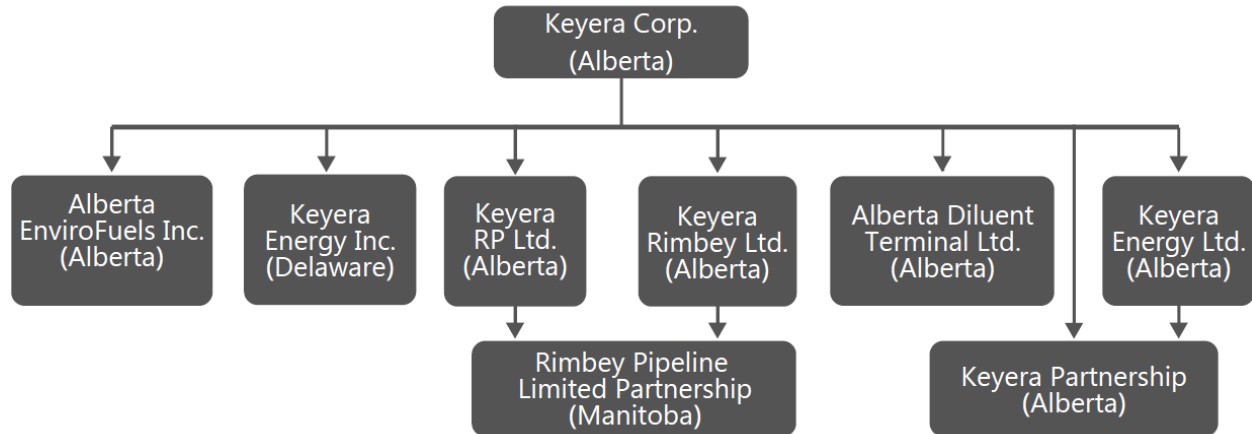 Keyera Corp.
(Alberta)
Alberta
EnviroFuels Inc.
(Alberta)
Keyera
Energy Inc.
(Delaware)
Keyera
RP Ltd.
(Alberta)
Keyera
Rimbey Ltd.
(Alberta)
Alberta Diluent
Terminal Ltd.
(Alberta)
Keyera
Energy Ltd.
(Alberta)
Rimbey Pipeline
Limited Partnership
(Manitoba)
Keyera Partnership
(Alberta)